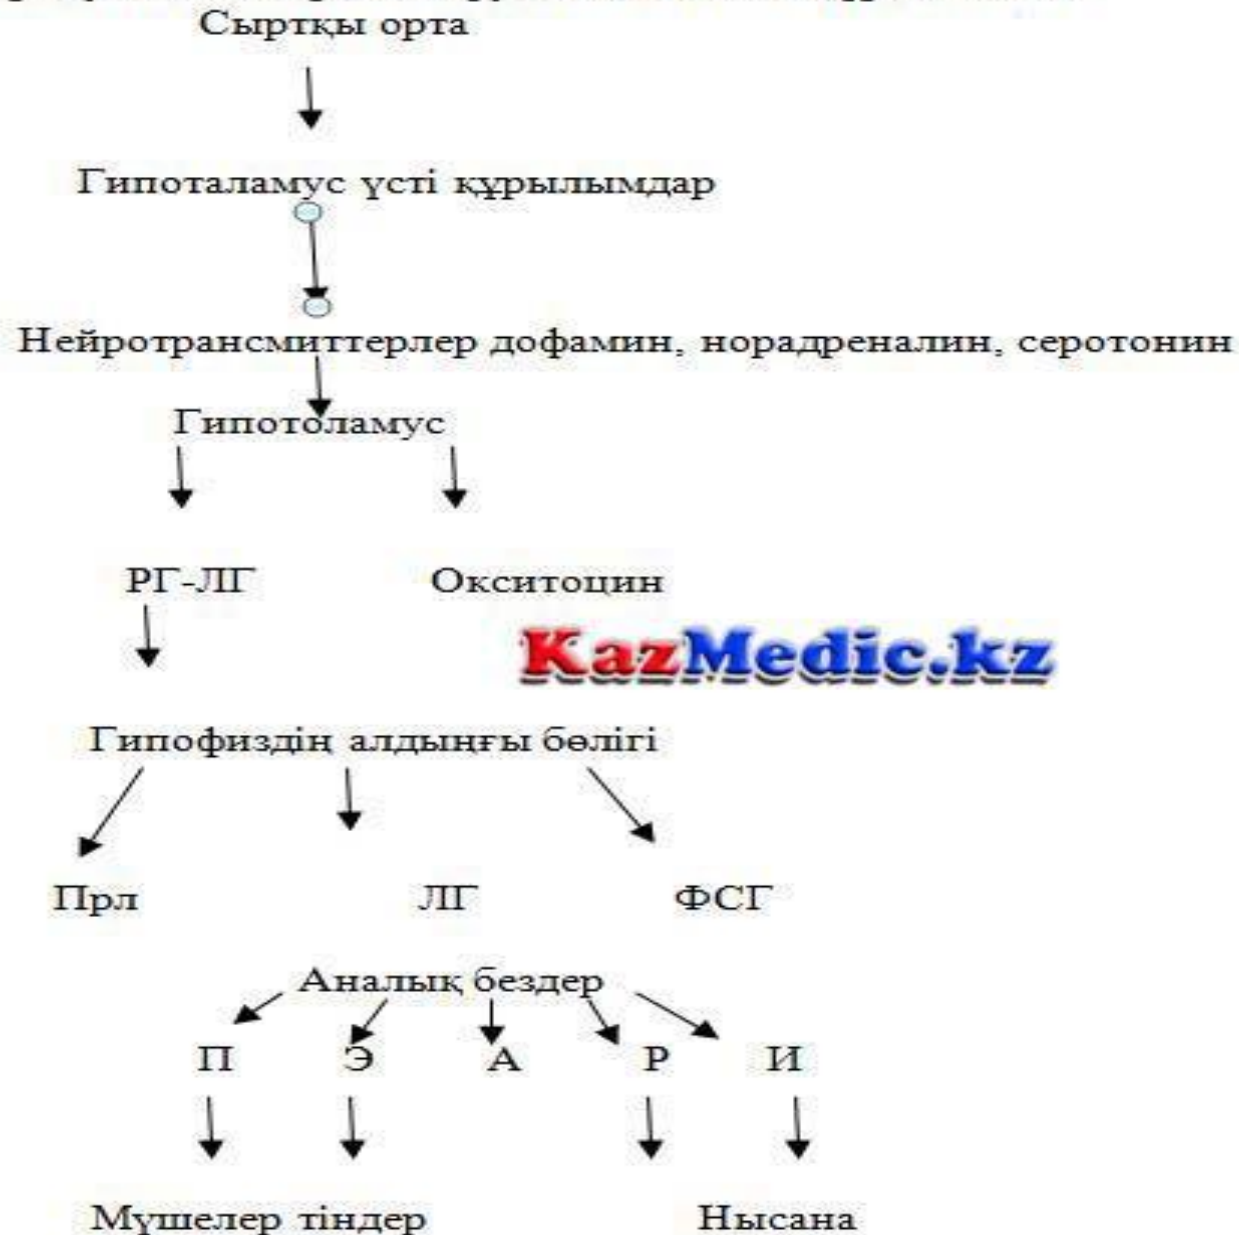 Сыртқы орта
Гипоталамус үсті құрылымдар
Нейротрансмиттерлер дофамин, норадреналин, серотонин
Гипотоламус
РГ-ЛГ Окситоцин
KazMedic.kz
Гипофиздің алдыңғы бөлігі
Прл ЛГ ФСГ
Аналық бездер
П Э А Р И
Мүшелер тіндер Нысана